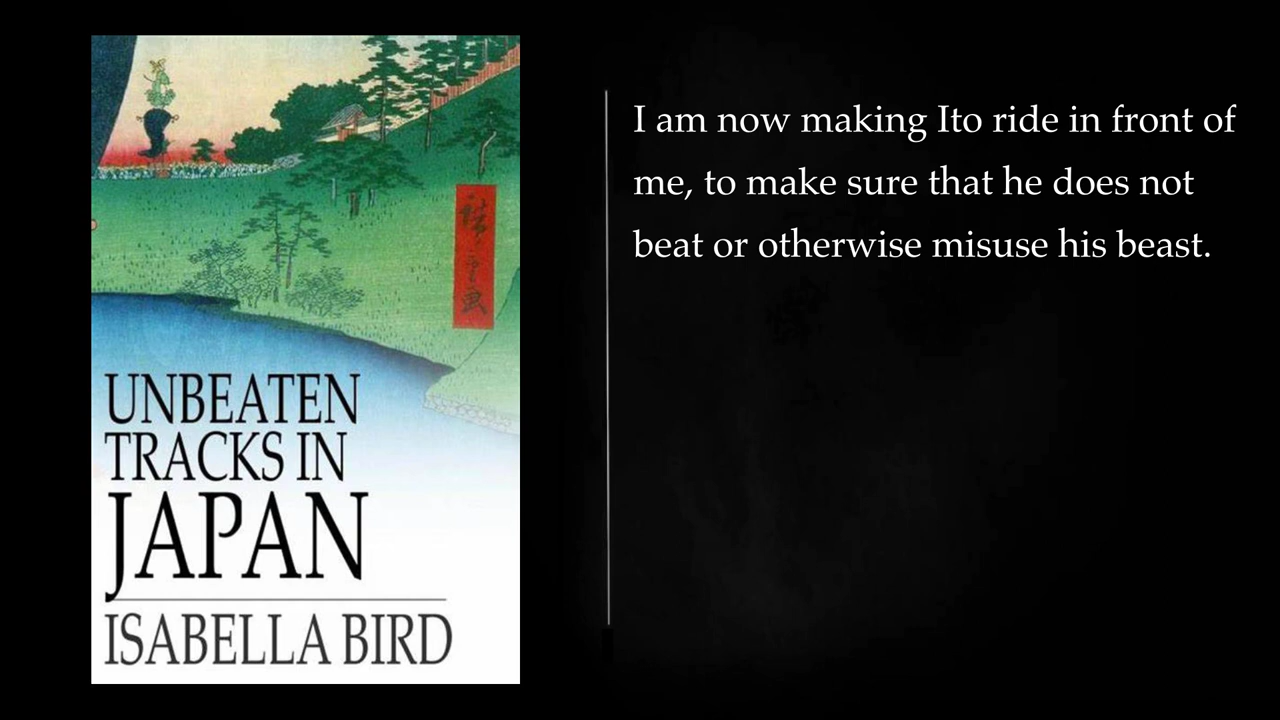 UNBEATEN
TRACKS IN
JAPAN
ISABELLA BIRD
I am now making Ito ride in front of
me, to make sure that he does not
beat or otherwise misuse his beast.